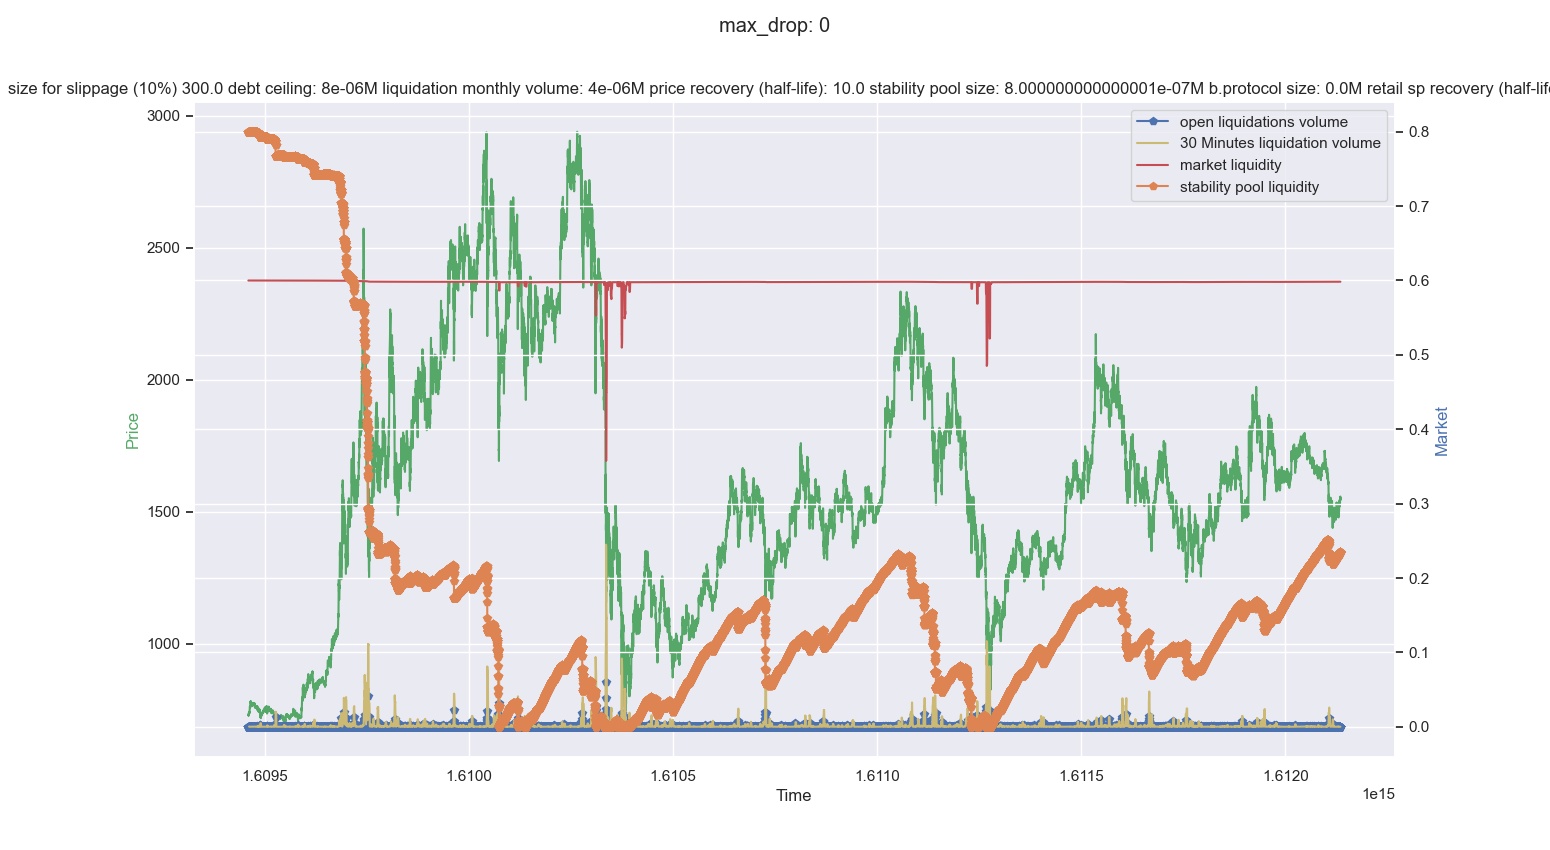 max_drop: 0
size for slippage (10%) 300.0 debt ceiling: 8e-06M liquidation monthly volume: 4e-06M price recovery (half-life): 10.0 stability pool size: 8.000000000000001e-07M b.protocol size: 0.0M retail sp recovery (half-life
3000
2500
2000
1500
1000
Price
open liquidations volume
30 Minutes liquidation volume
market liquidity
stability pool liquidity
0.8
0.7
0.6
0.5
0.4
0.3
0.2
0.1
0.0
Market
1.6095
1.6100
1.6105
1.6110
1.6115
1.6120
Time
1e15